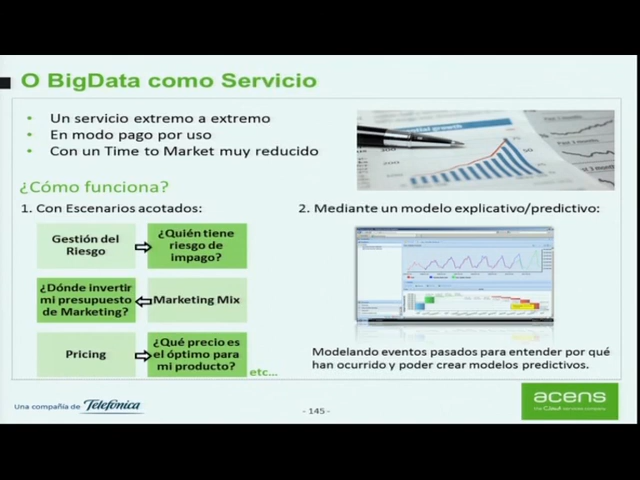 O BigData como Servicio
• Un servicio extremo a extremo
• En modo pago por uso
• Con un Time to Market muy reducido
¿Cómo funciona?
1. Con Escenarios acotados:
Gestión del
Riesgo
¿Quién tiene
riesgo de
impago?
¿Dónde invertir
mi presupuesto
de Marketing?
Marketing Mix
Pricing
¿Qué precio es
el óptimo para
mi producto?
etc...
2. Mediante un modelo explicativo/predictivo:
Modelando eventos pasados para entender por qué
han ocurrido y poder crear modelos predictivos.
Una compañía de Telefónica
- 145 -
acens
the Cloud services company